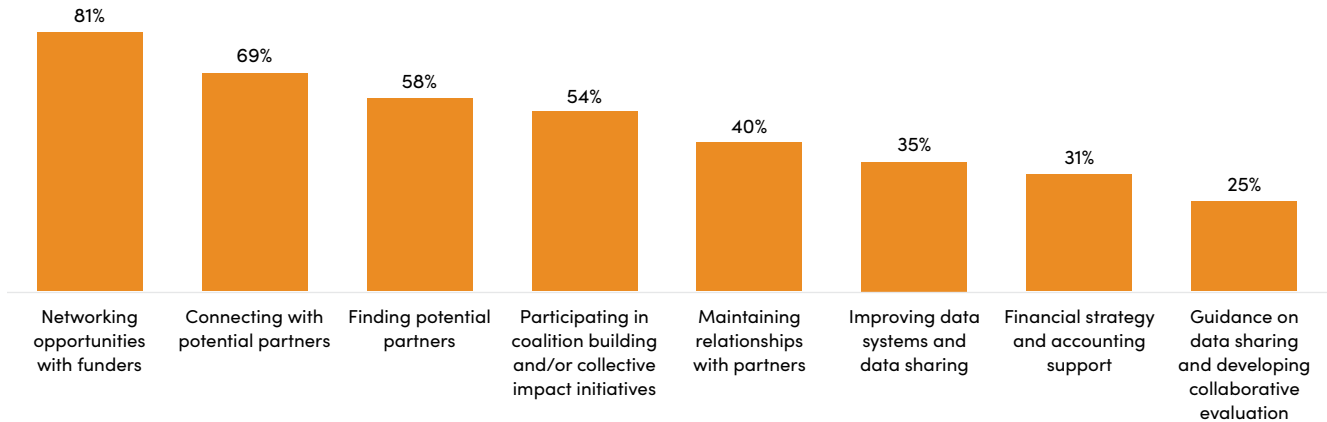 81%
69%
58%
54%
40%
35%
31%
25%
Networking
opportunities
with funders
Connecting with
potential partners
Finding potential
partners
Participating in
coalition building
and/or collective
impact initiatives
Maintaining
relationships
with partners
Improving data
systems and
data sharing
Financial strategy
and accounting
support
Guidance on
data sharing
and developing
collaborative
evaluation